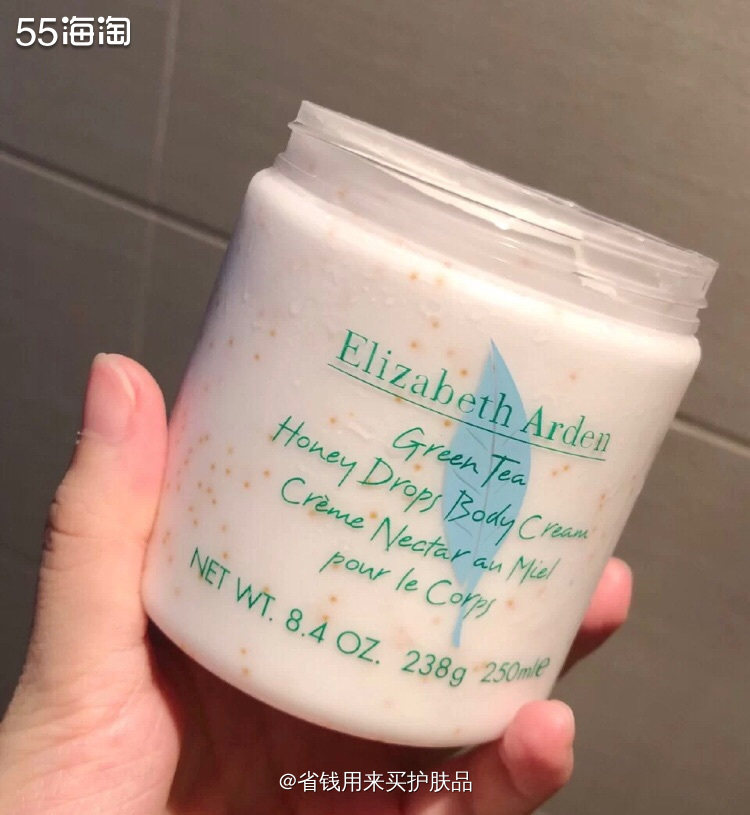 55海淘
Elizabeth Arden
Green Tea
Honey Drops Body Cream
Crème Nectar au Miel
pour le Corps
NET WT. 8.4 OZ. 238g 250ml℮
@省钱用来买护肤品